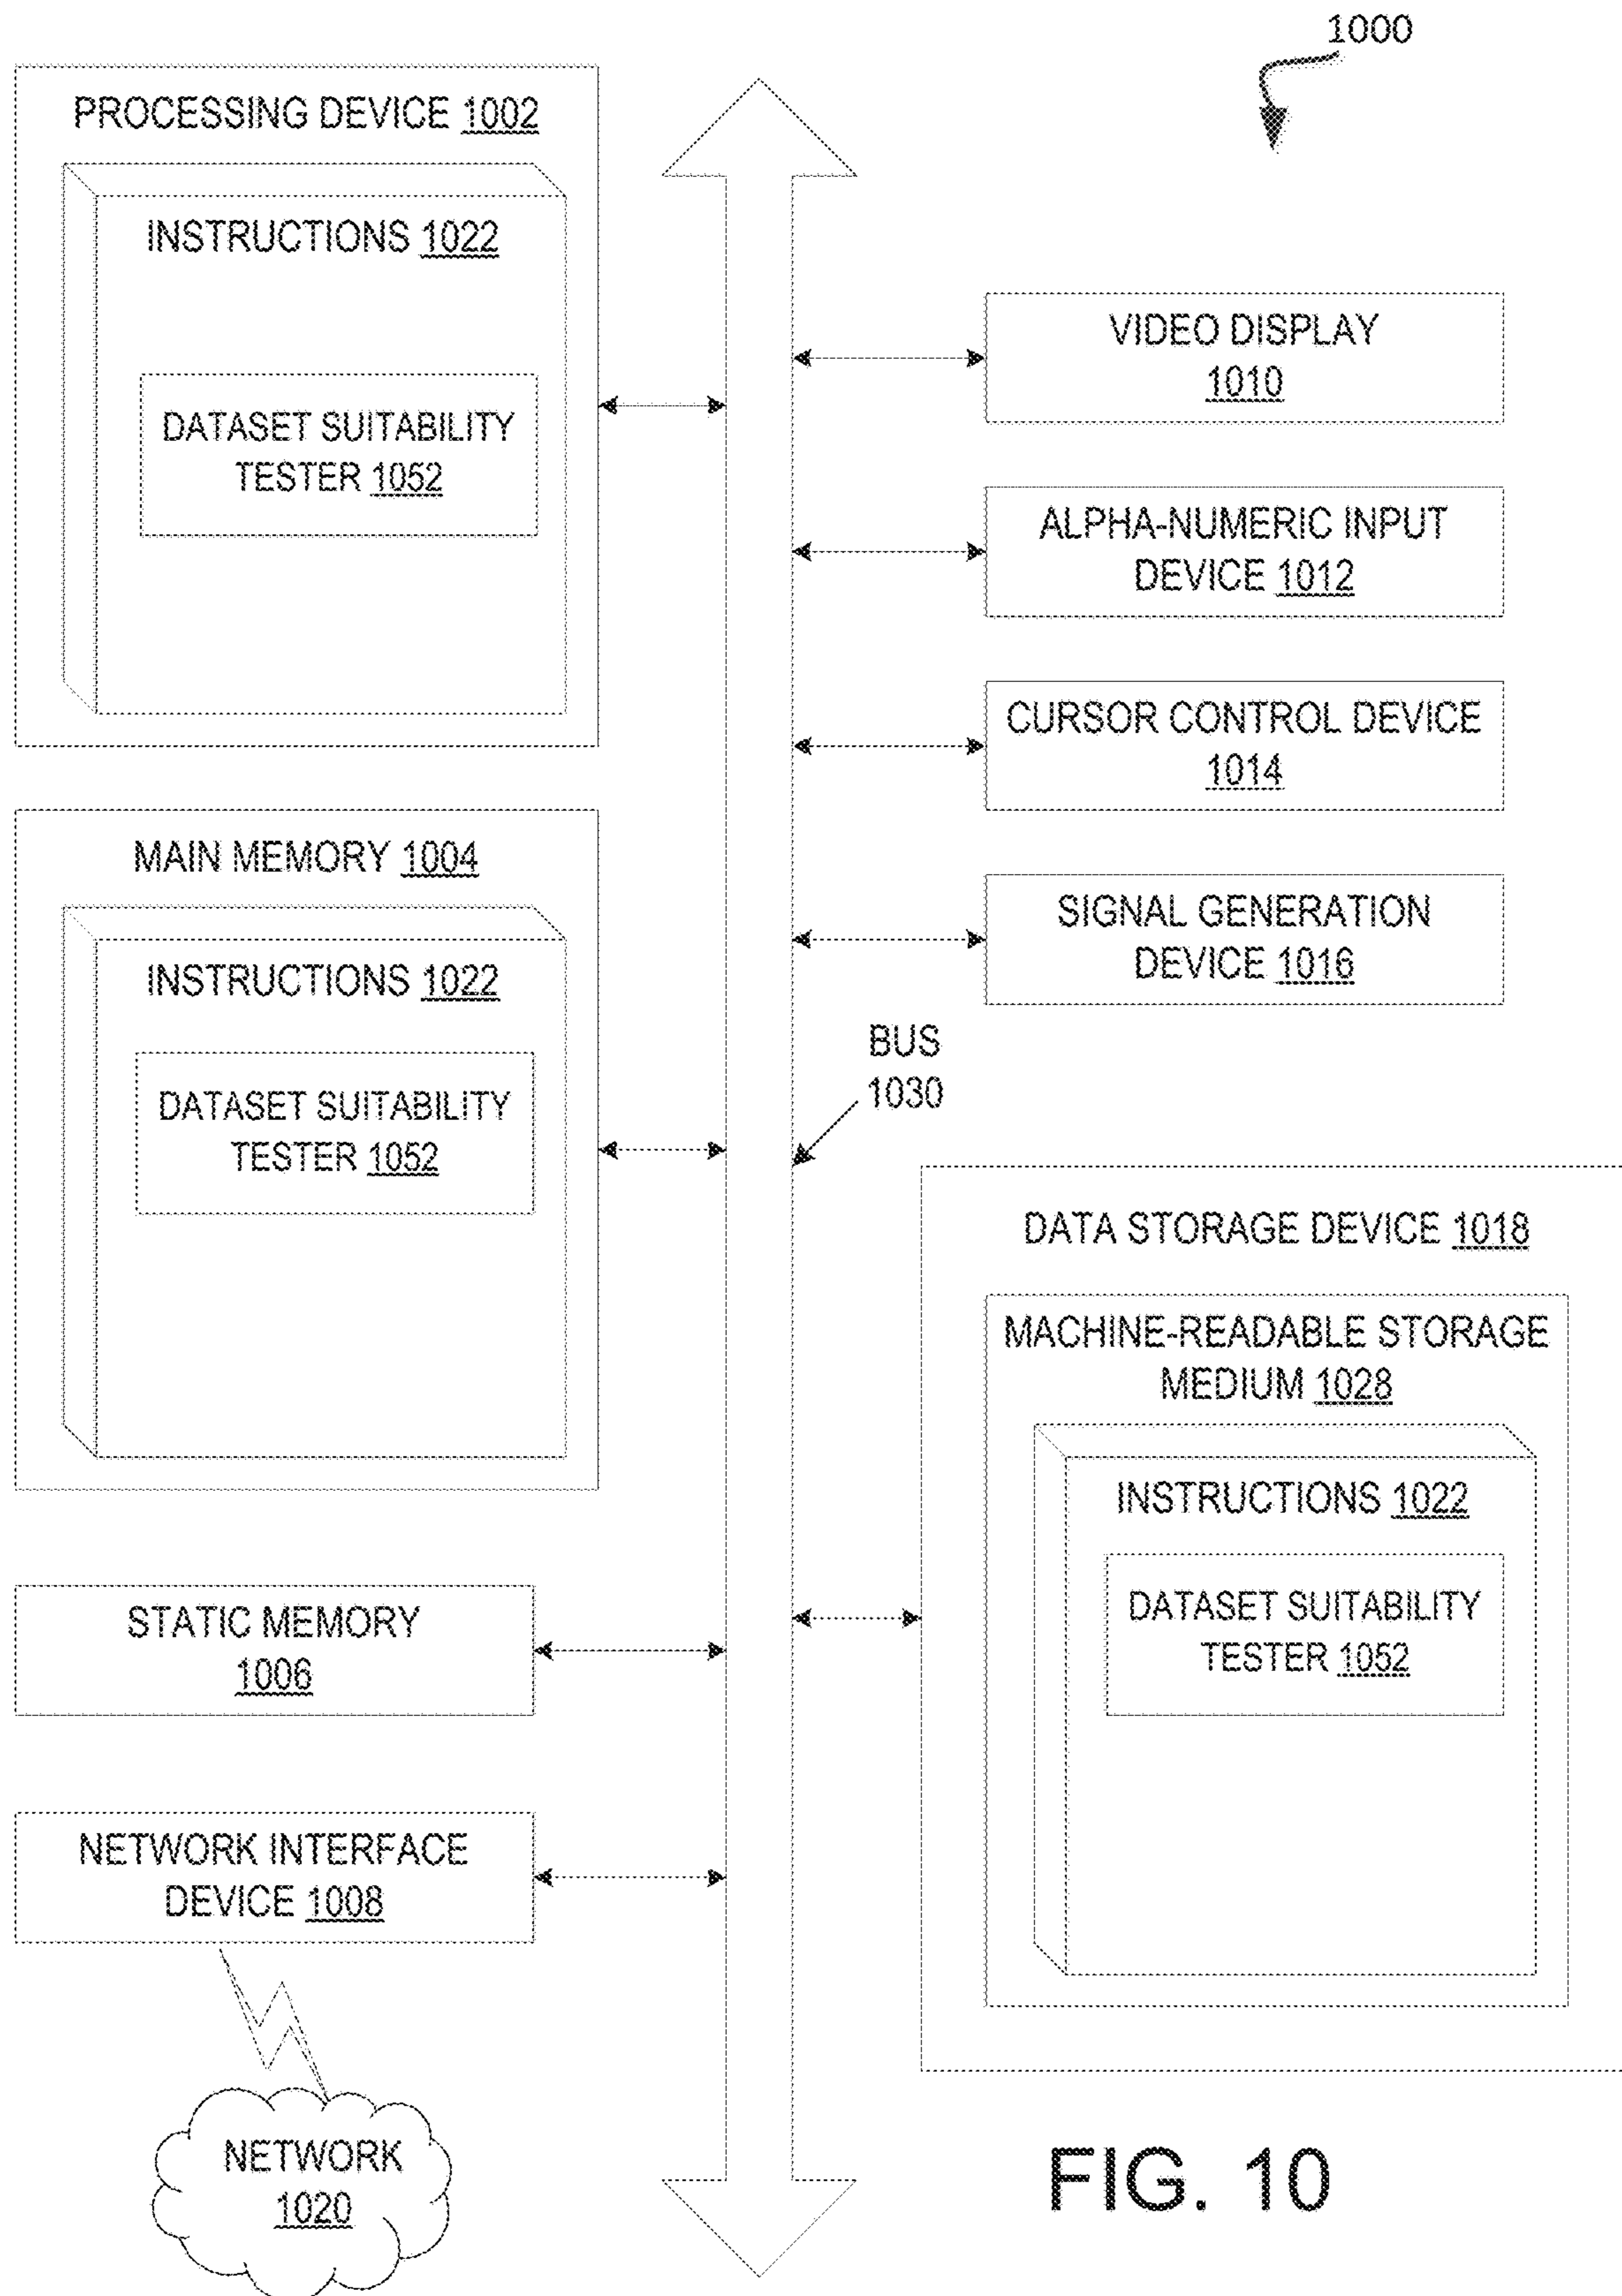 1000
PROCESSING DEVICE 1002
INSTRUCTIONS 1022
DATASET SUITABILITY
TESTER 1052
MAIN MEMORY 1004
INSTRUCTIONS 1022
DATASET SUITABILITY
TESTER 1052
STATIC MEMORY
1006
NETWORK INTERFACE
DEVICE 1008
NETWORK
1020
VIDEO DISPLAY
1010
ALPHA-NUMERIC INPUT
DEVICE 1012
CURSOR CONTROL DEVICE
1014
SIGNAL GENERATION
DEVICE 1016
BUS
1030
DATA STORAGE DEVICE 1018
MACHINE-READABLE STORAGE
MEDIUM 1028
INSTRUCTIONS 1022
DATASET SUITABILITY
TESTER 1052
FIG. 10